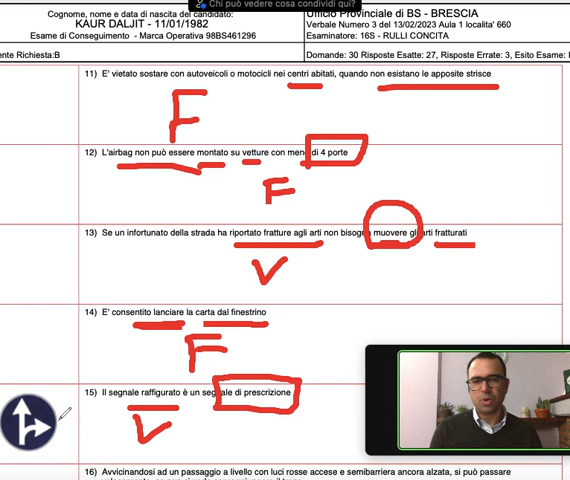 Chi può vedere cosa condividi qui?
Cognome, nome e data di nascita del candidato:
KAUR DALJIT - 11/01/1982
Esame di Conseguimento - Marca Operativa 98BS461296
Ufficio Provinciale di BS - BRESCIA
Verbale Numero 3 del 13/02/2023 Aula 1 localita' 660
Esaminatore: 16S - RULLI CONCITA
ente Richiesta:B
Domande: 30 Risposte Esatte: 27, Risposte Errate: 3, Esito Esame:
11) E' vietato sostare con autoveicoli o motocicli nei centri abitati, quando non esistano le apposite strisce
F
12) L'airbag non può essere montato su vetture con meno di 4 porte
F
13) Se un infortunato della strada ha riportato fratture agli arti non bisogna muovere gli arti fratturati
V
14) E' consentito lanciare la carta dal finestrino
F
15) Il segnale raffigurato è un segnale di prescrizione
V
16) Avvicinandosi ad un passaggio a livello con luci rosse accese e semibarriera ancora alzata, si può passare